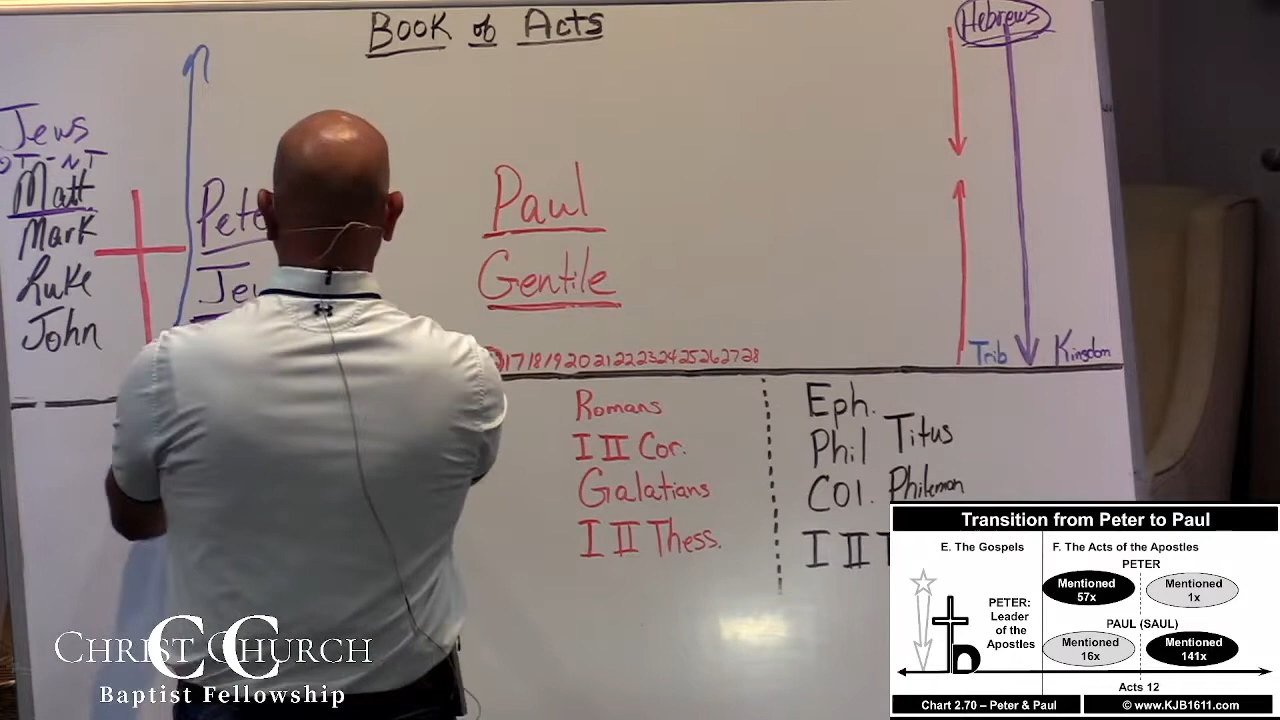 Book of Acts
Hebrews
Jews
OT-NT
Matt
Mark
Luke
John
Paul
Gentile
17 18 19 20 21 22 23 24 25 26 27 28
Trib
Kingdom
Romans
I II Cor.
Galatians
I II Thess.
Eph.
Phil
Col.
I II
Titus
Philemon
CHRIST CHURCH
CC
Baptist Fellowship
Transition from Peter to Paul
E. The Gospels
F. The Acts of the Apostles
PETER
Mentioned
57x
Mentioned
1x
PETER:
Leader
of the
Apostles
PAUL (SAUL)
Mentioned
16x
Mentioned
141x
Acts 12
Chart 2.70 – Peter & Paul
© www.KJB1611.com